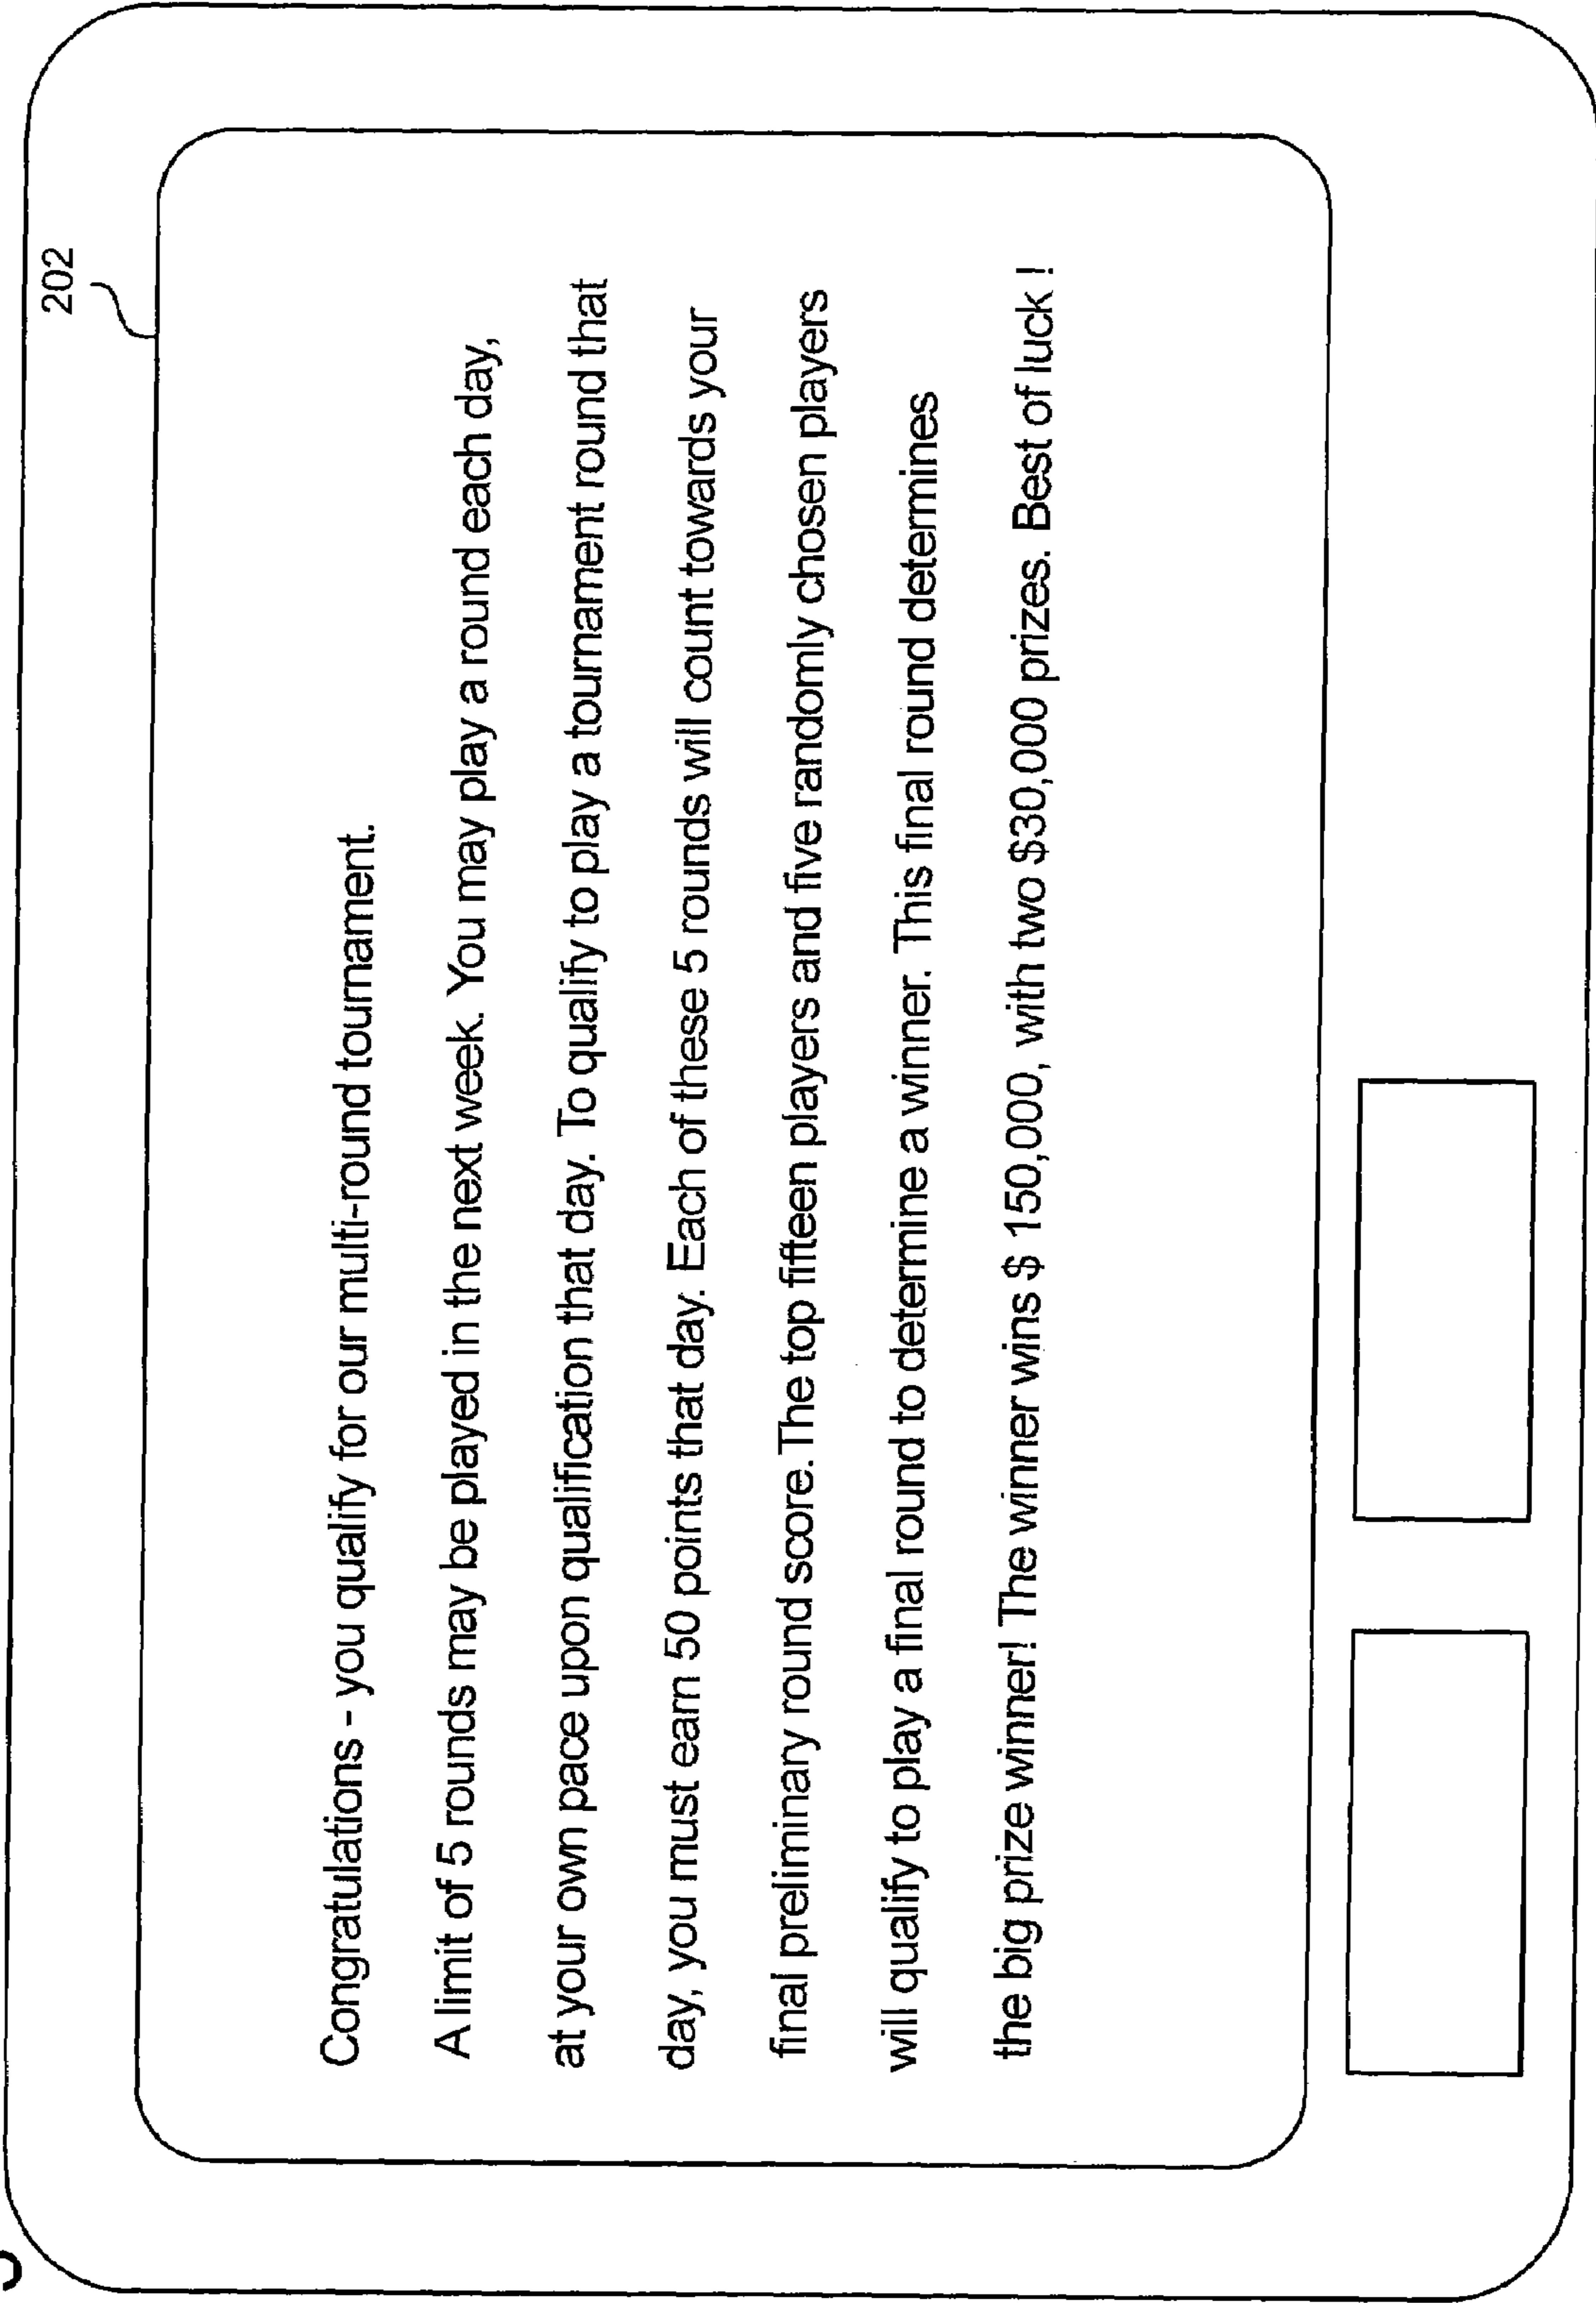 202
Congratulations - you qualify for our multi-round tournament.
A limit of 5 rounds may be played in the next week. You may play a round each day,
at your own pace upon qualification that day. To qualify to play a tournament round that
day, you must earn 50 points that day. Each of these 5 rounds will count towards your
final preliminary round score. The top fifteen players and five randomly chosen players
will qualify to play a final round to determine a winner. This final round determines
the big prize winner! The winner wins $ 150,000, with two $30,000 prizes. Best of luck !